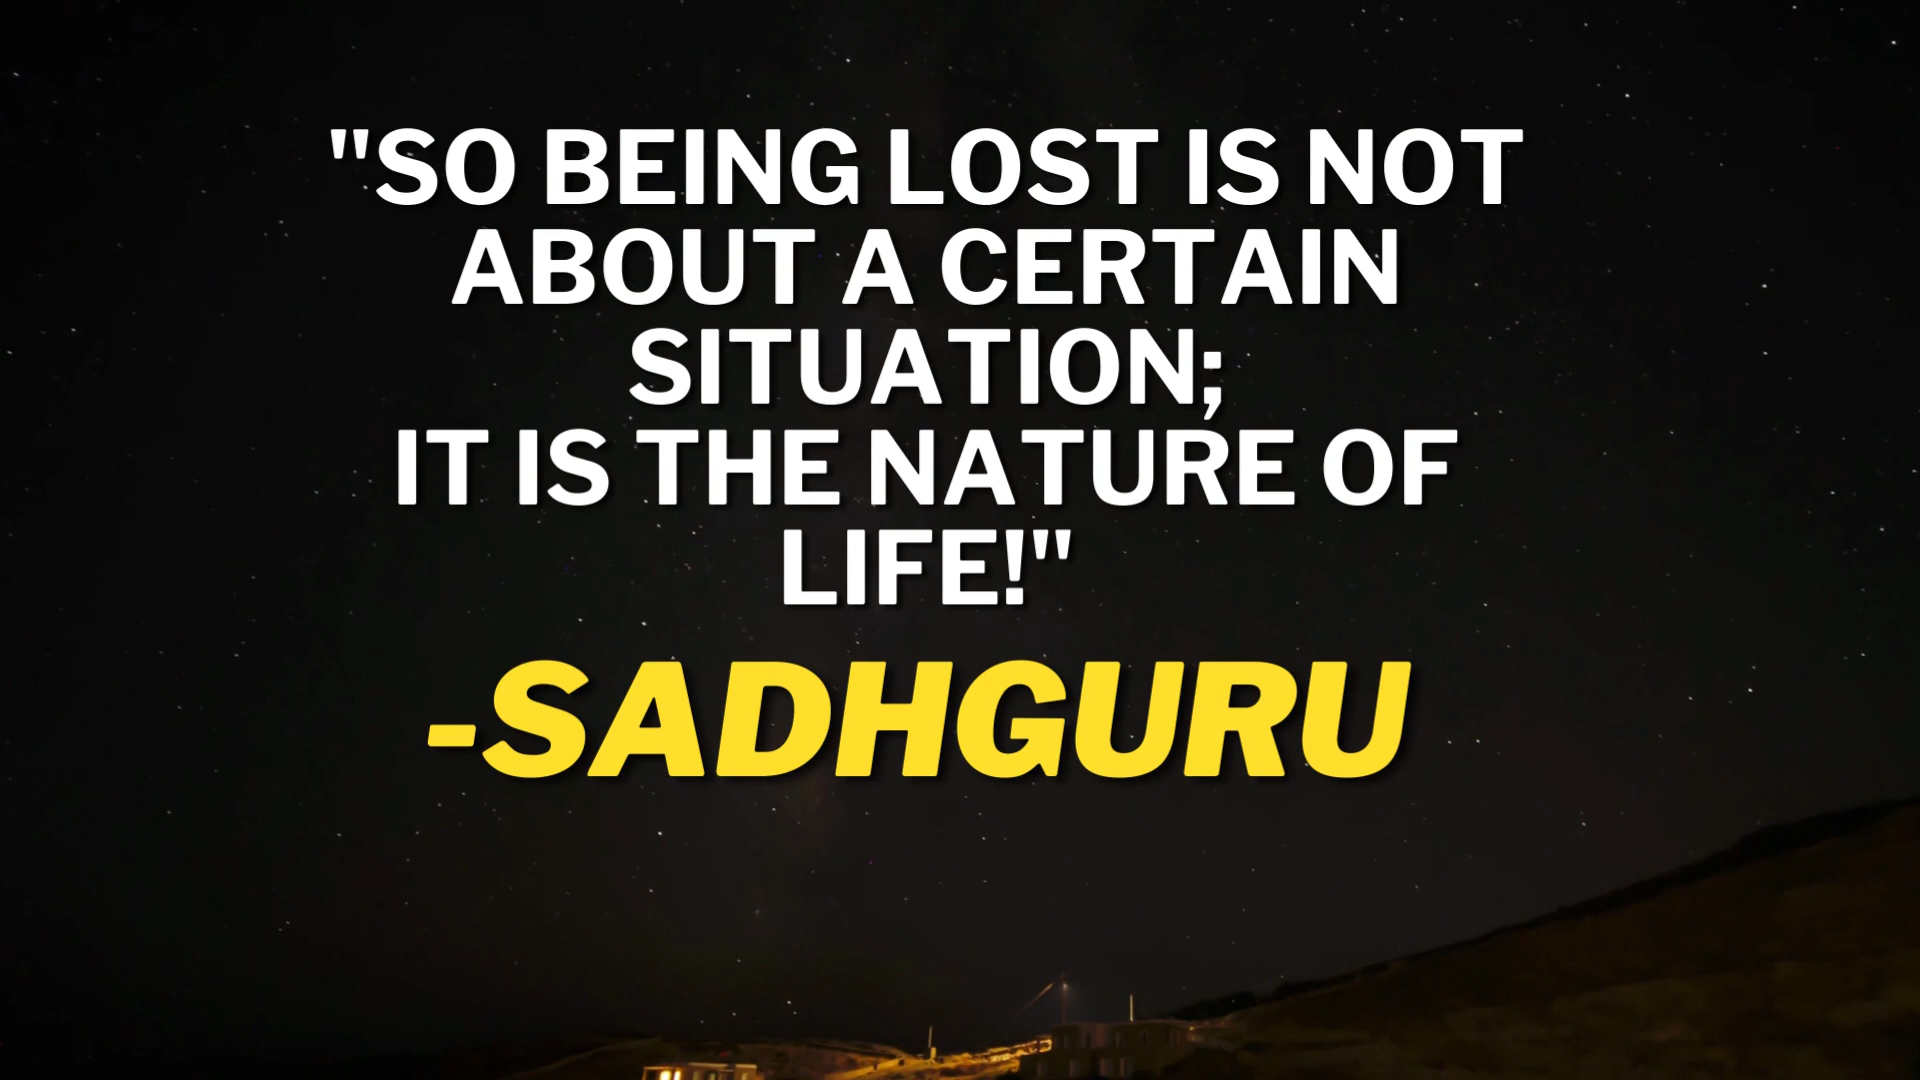 "SO BEING LOST IS NOT
ABOUT A CERTAIN
SITUATION;
IT IS THE NATURE OF
LIFE!"
-SADHGURU